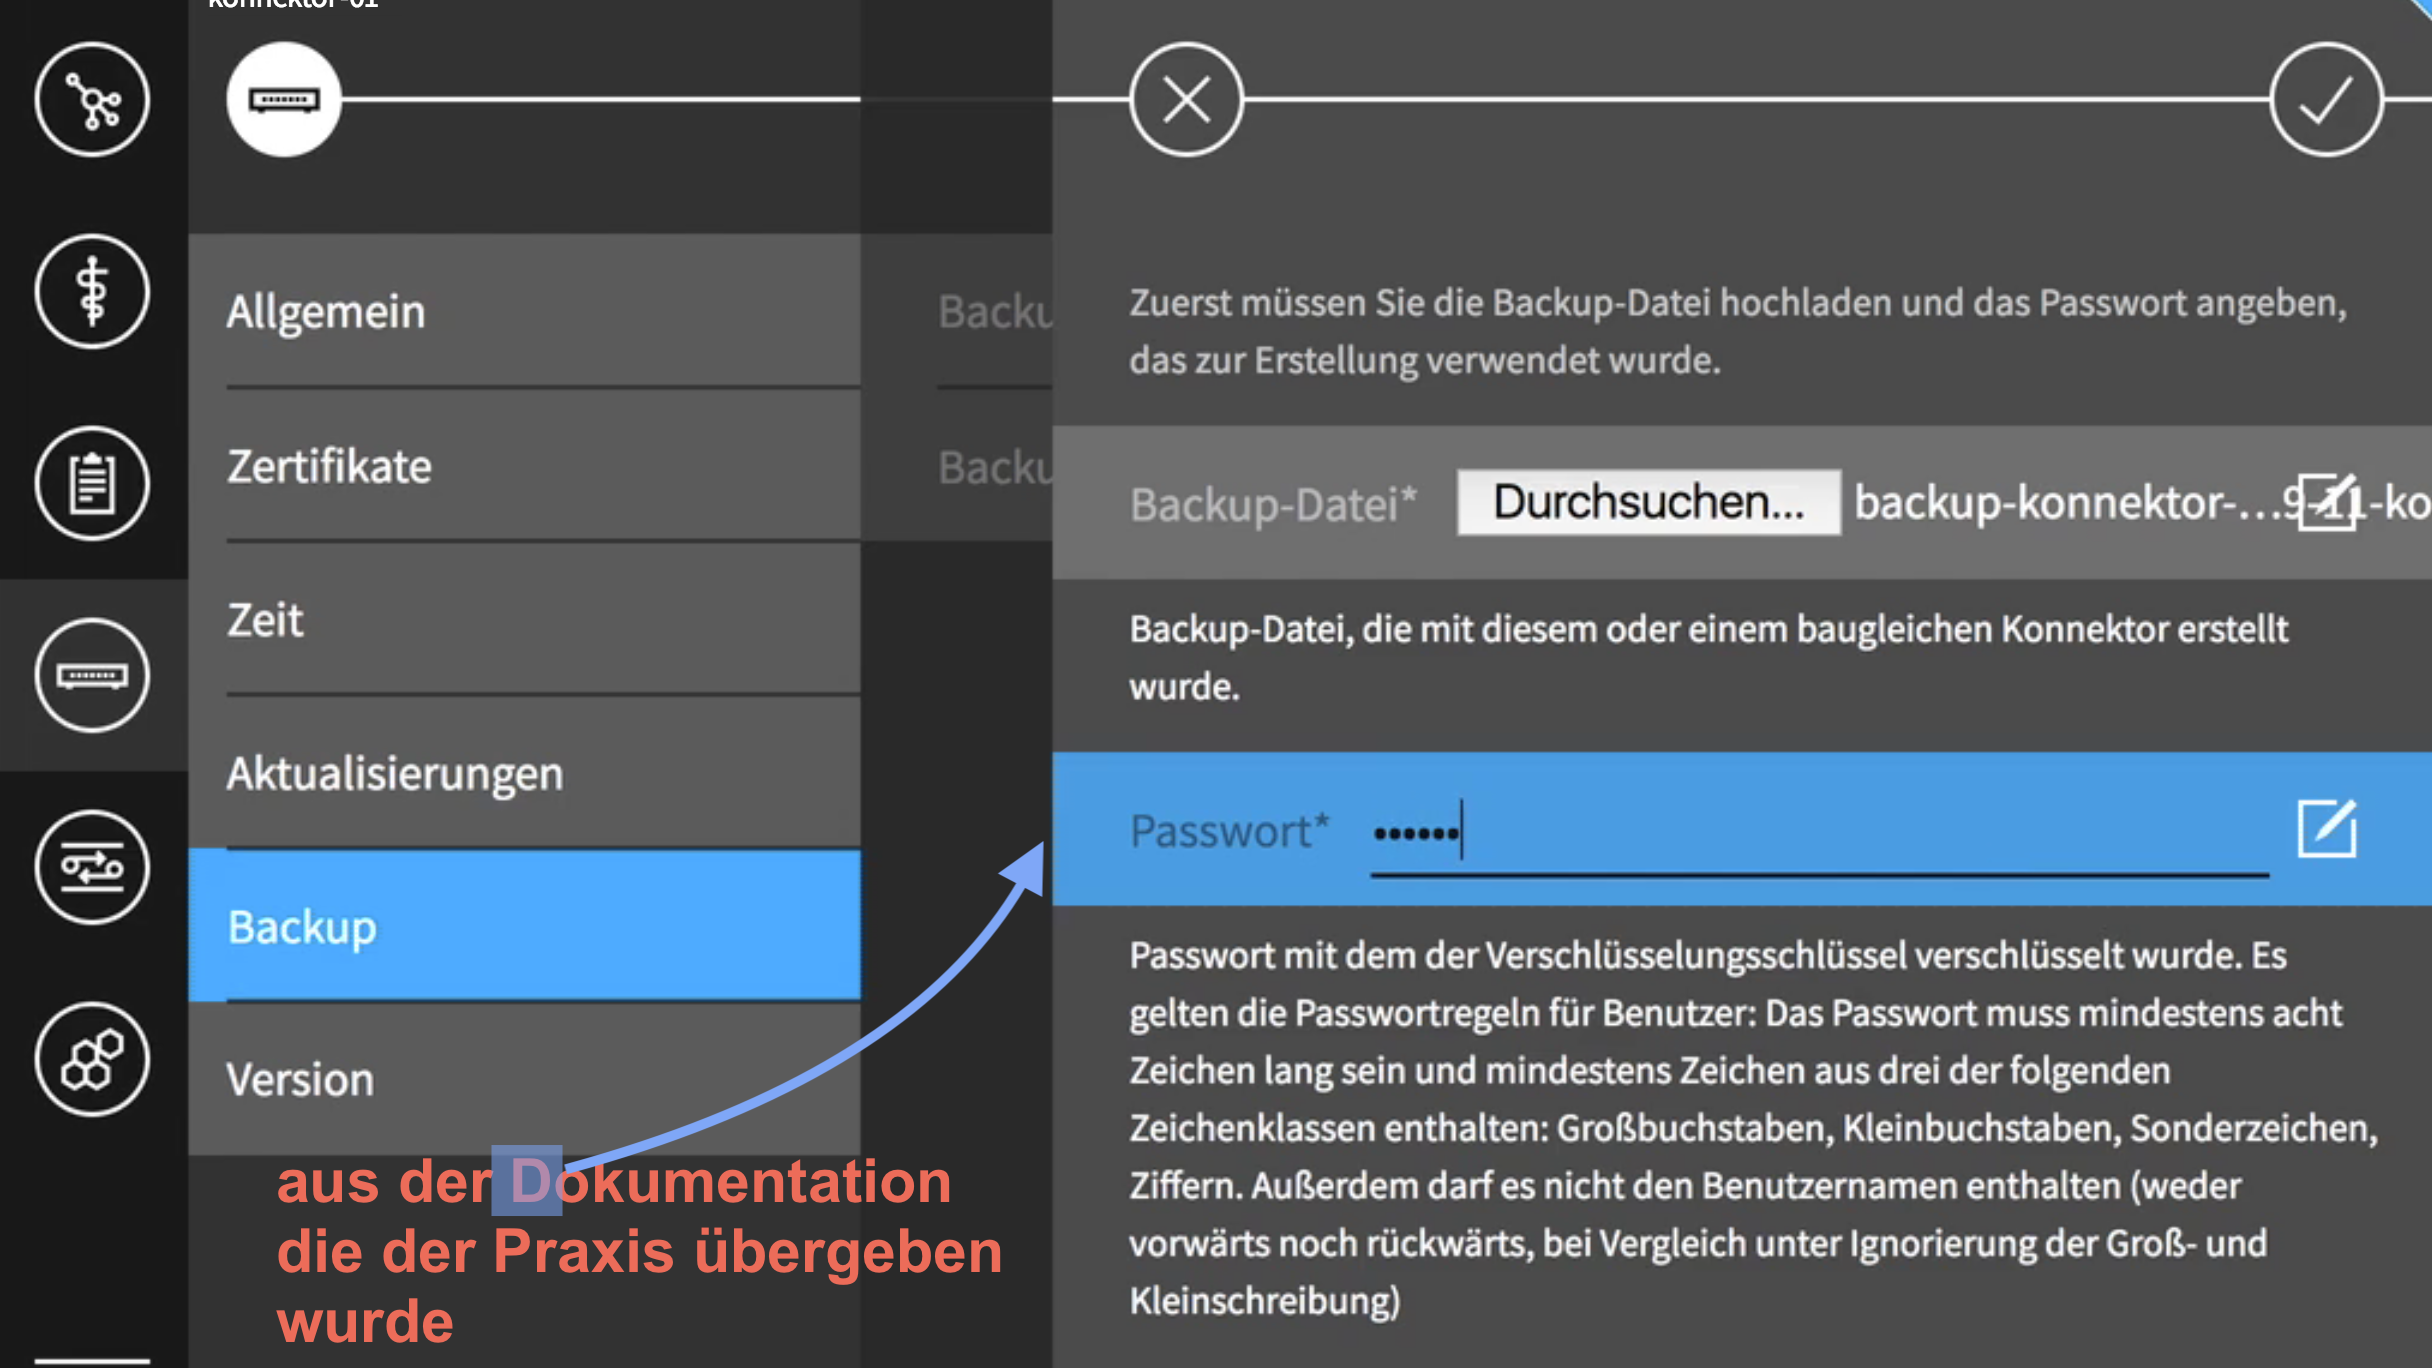 konnektor-01
Allgemein
Zertifikate
Zeit
Aktualisierungen
Backup
Version
Backu
Backu
Zuerst müssen Sie die Backup-Datei hochladen und das Passwort angeben,
das zur Erstellung verwendet wurde.
Backup-Datei* Durchsuchen... backup-konnektor-...9-11-ko
Backup-Datei, die mit diesem oder einem baugleichen Konnektor erstellt
wurde.
Passwort* ••••••
Passwort mit dem der Verschlüsselungsschlüssel verschlüsselt wurde. Es
gelten die Passwortregeln für Benutzer: Das Passwort muss mindestens acht
Zeichen lang sein und mindestens Zeichen aus drei der folgenden
Zeichenklassen enthalten: Großbuchstaben, Kleinbuchstaben, Sonderzeichen,
Ziffern. Außerdem darf es nicht den Benutzernamen enthalten (weder
vorwärts noch rückwärts, bei Vergleich unter Ignorierung der Groß- und
Kleinschreibung)
aus der Dokumentation
die der Praxis übergeben
wurde